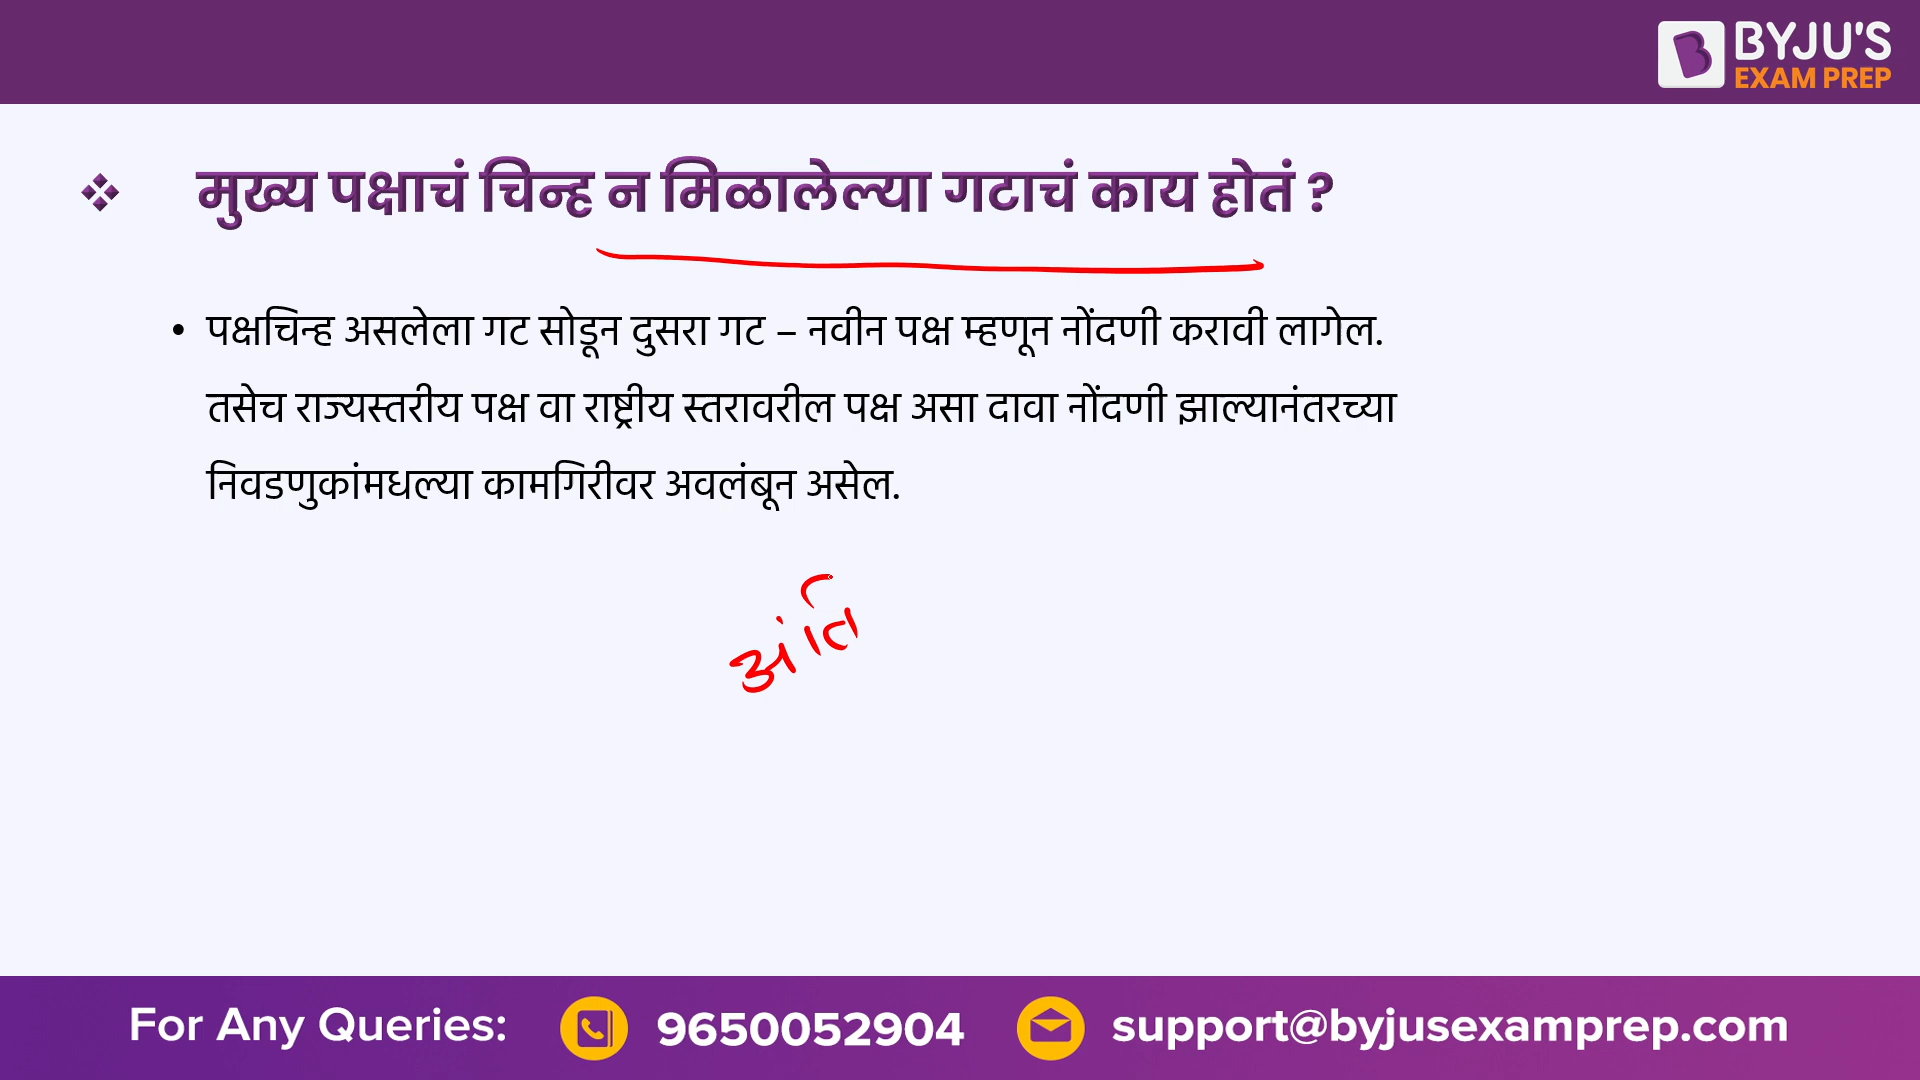 BYJU'S
EXAM PREP
❖ मुख्य पक्षाचं चिन्ह न मिळालेल्या गटाचं काय होतं ?
• पक्षचिन्ह असलेला गट सोडून दुसरा गट – नवीन पक्ष म्हणून नोंदणी करावी लागेल.
तसेच राज्यस्तरीय पक्ष वा राष्ट्रीय स्तरावरील पक्ष असा दावा नोंदणी झाल्यानंतरच्या
निवडणुकांमधल्या कामगिरीवर अवलंबून असेल.
For Any Queries: 9650052904 support@byjusexamprep.com